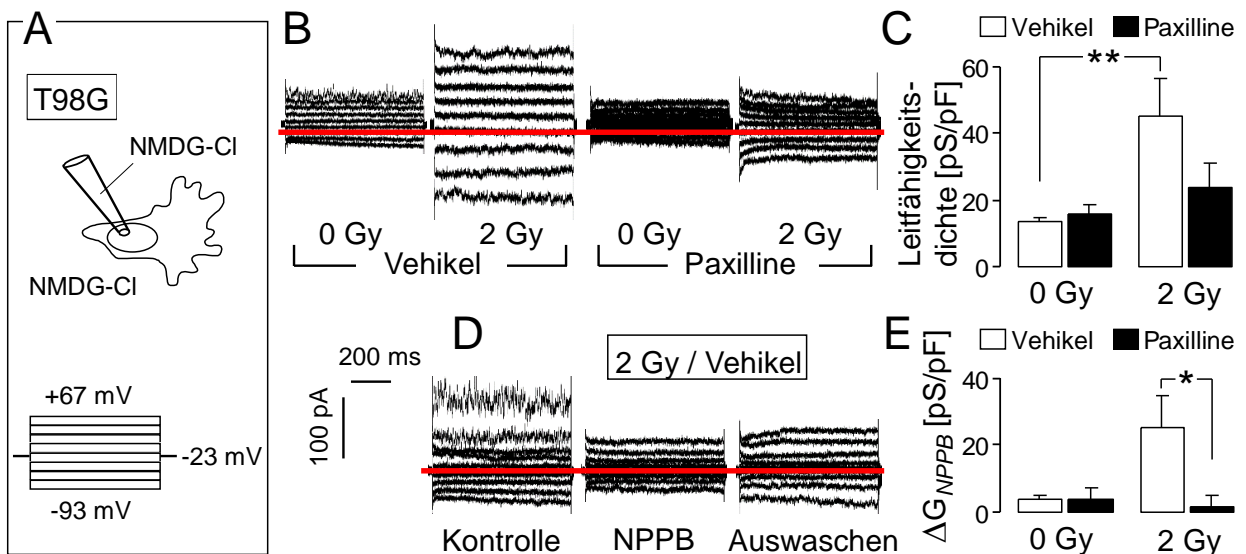 A
T98G
NMDG-Cl
NMDG-Cl
+67 mV
-23 mV
-93 mV
B
0 Gy
2 Gy
0 Gy
2 Gy
Vehikel
Paxilline
C
Vehikel
Paxilline
**
Leitfähigkeits-
dichte [pS/pF]
60
40
20
0
0 Gy
2 Gy
200 ms
100 pA
D
2 Gy / Vehikel
Kontrolle
NPPB
Auswaschen
E
Vehikel
Paxilline
*
ΔG NPPB [pS/pF]
40
20
0
0 Gy
2 Gy